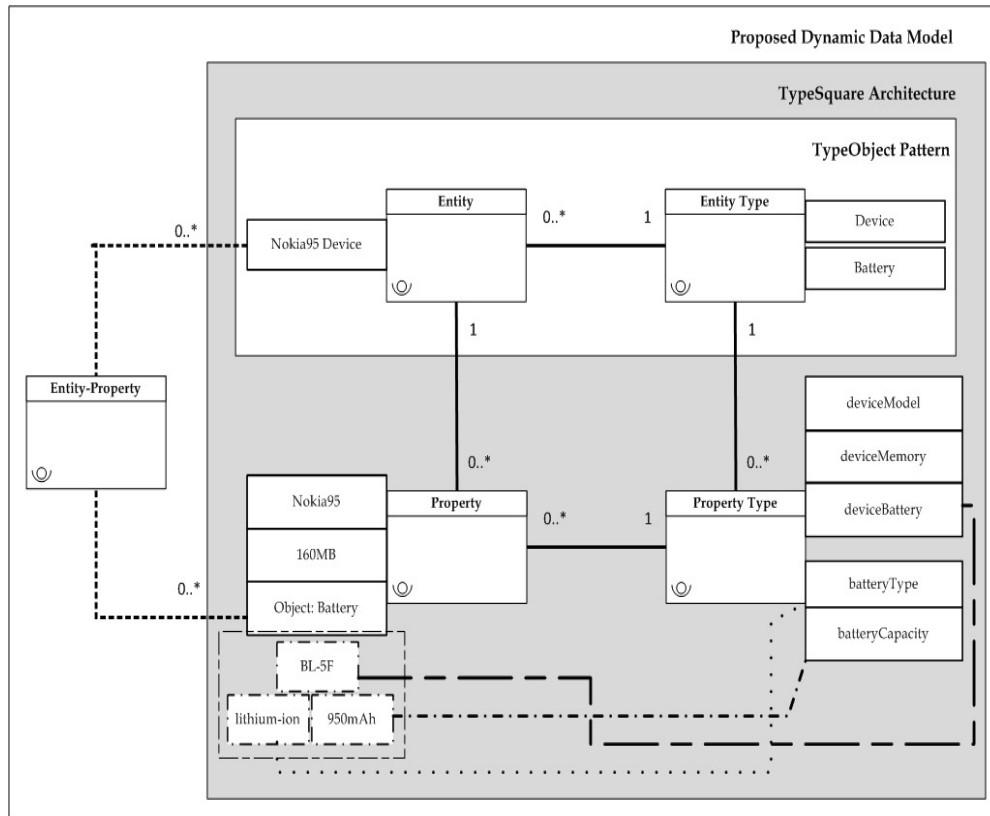 Proposed Dynamic Data Model
TypeSquare Architecture
TypeObject Pattern
Entity
Entity Type
0..*
1
Device
0..*
Nokia95 Device
Battery
1
1
Entity-Property
deviceModel
deviceMemory
0..*
0..*
Nokia95
Property
Property Type
deviceBattery
0..*
1
160MB
batteryType
0..*
Object: Battery
batteryCapacity
BL-5F
lithium-ion
950mAh